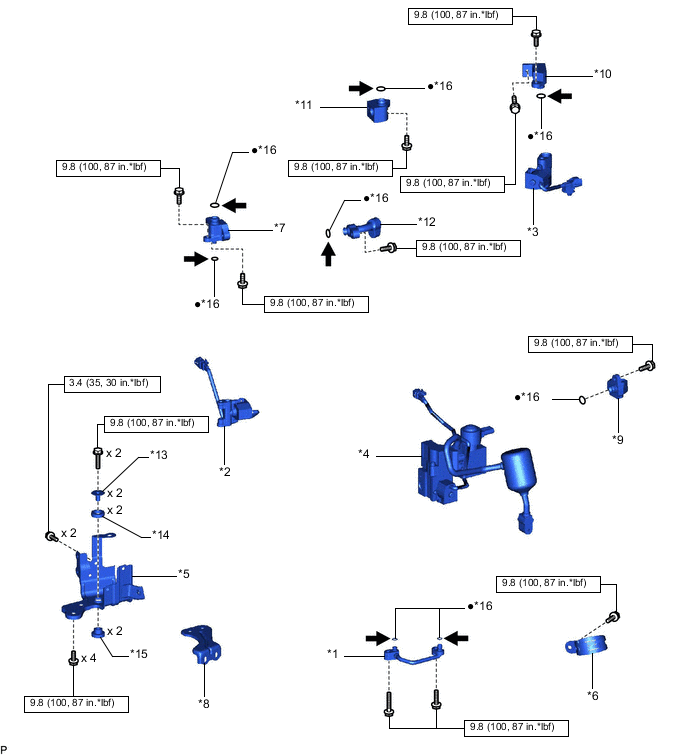 9.8 (100, 87 in.*lbf)
*10
●*16
*11
●*16
9.8 (100, 87 in.*lbf)
●*16
9.8 (100, 87 in.*lbf)
9.8 (100, 87 in.*lbf)
●*16
*12
*3
*7
9.8 (100, 87 in.*lbf)
●*16
9.8 (100, 87 in.*lbf)
9.8 (100, 87 in.*lbf)
3.4 (35, 30 in.*lbf)
●*16
9.8 (100, 87 in.*lbf)
*9
x 2
*13
*2
*4
x 2
x 2
*14
x 2
*5
9.8 (100, 87 in.*lbf)
●*16
x 2
*15
*1
x 4
*8
*6
9.8 (100, 87 in.*lbf)
9.8 (100, 87 in.*lbf)
P